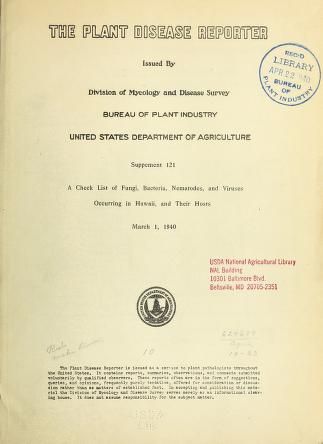 THE PLANT DISEASE REPORTER
Issued By
REC'D
LIBRARY
APR 22 '40
BUREAU
OF
PLANT INDUSTRY
Division of Mycology and Disease Survey
BUREAU OF PLANT INDUSTRY
UNITED STATES DEPARTMENT OF AGRICULTURE
Supplement 121
A Check List of Fungi, Bacteria, Nematodes, and Viruses
Occurring in Hawaii, and Their Hosts
March 1, 1940
USDA National Agricultural Library
NAL Building
10301 Baltimore Blvd.
Beltsville, MD 20705-2351
10
The Plant Disease Reporter is issued as a service to plant pathologists throughout
the United States. It contains reports, summaries, observations, and comments submitted
voluntarily by qualified observers. These reports often are in the form of suggestions,
queries, and opinions, frequently purely tentative, offered for consideration or discus-
sion rather than as matters of established fact. In accepting and publishing this mate-
rial the Division of Mycology and Disease Survey serves merely as an informational clear-
ing house. It does not assume responsibility for the subject matter.